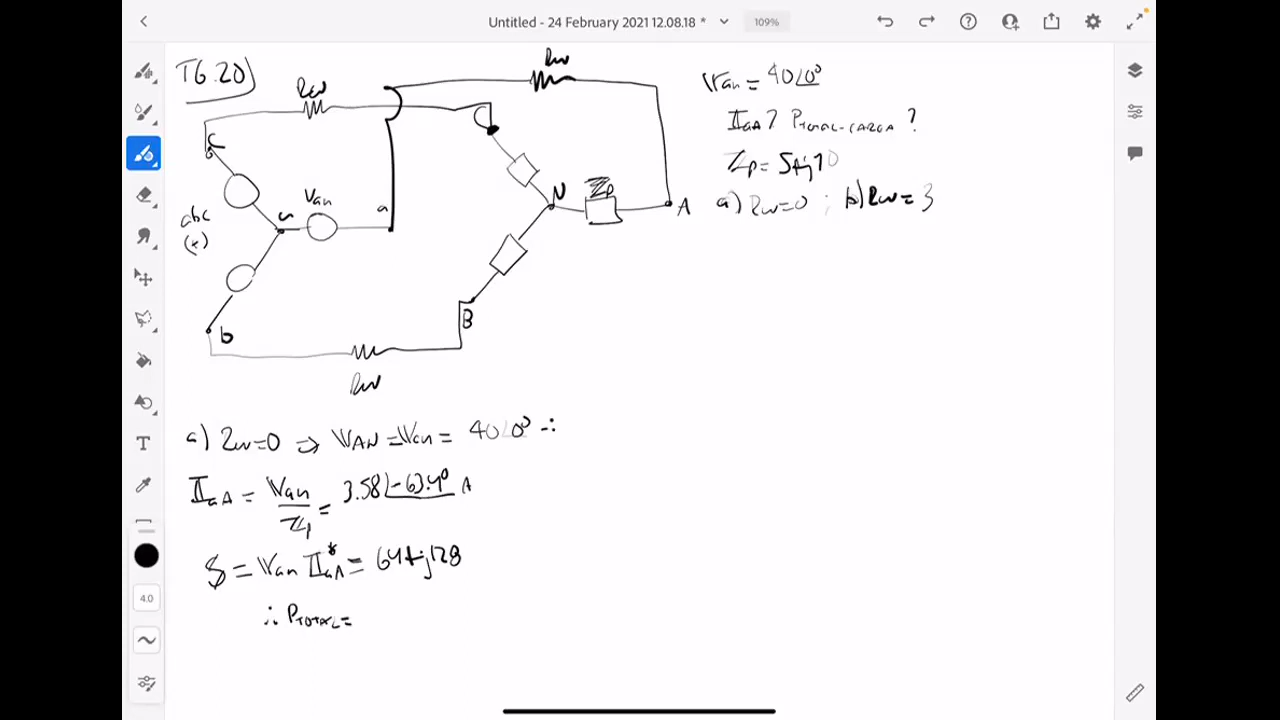 Untitled - 24 February 2021 12.08.18 *
109%
T6.20)
Rw
Rw
Van = 40∠0°
IaA? PTOTAL-CARGA?
Zp = 5+j10
a) Rw=0 ; b) Rw= 3
C
C
abc
(+)
n
Van
a
N
Zp
A
b
B
Rw
a) Rw=0 ⇒ VAN = Van = 40∠0° ∴
IaA = Van / Zp = 3.58∠-63.4° A
S = Van IaA* = 64+j128
∴ PTOTAL=
4.0
T